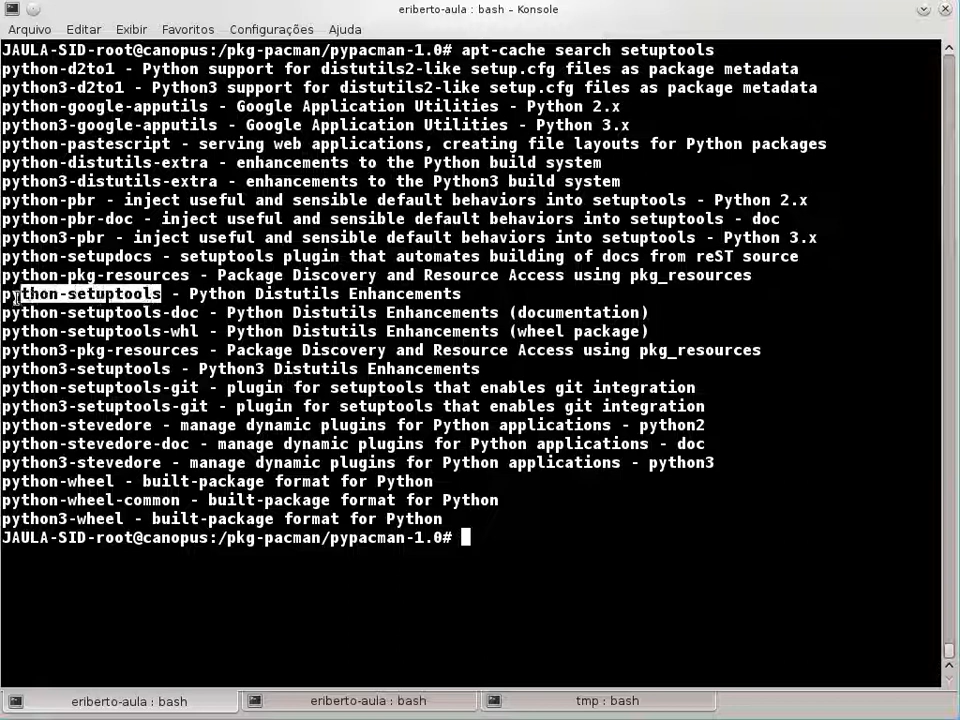 eriberto-aula : bash – Konsole
Arquivo Editar Exibir Favoritos Configurações Ajuda
JAULA-SID-root@canopus:/pkg-pacman/pypacman-1.0# apt-cache search setuptools
python-d2to1 - Python support for distutils2-like setup.cfg files as package metadata
python3-d2to1 - Python3 support for distutils2-like setup.cfg files as package metadata
python-google-apputils - Google Application Utilities - Python 2.x
python3-google-apputils - Google Application Utilities - Python 3.x
python-pastescript - serving web applications, creating file layouts for Python packages
python-distutils-extra - enhancements to the Python build system
python3-distutils-extra - enhancements to the Python3 build system
python-pbr - inject useful and sensible default behaviors into setuptools - Python 2.x
python-pbr-doc - inject useful and sensible default behaviors into setuptools - doc
python3-pbr - inject useful and sensible default behaviors into setuptools - Python 3.x
python-setupdocs - setuptools plugin that automates building of docs from reST source
python-pkg-resources - Package Discovery and Resource Access using pkg_resources
python-setuptools - Python Distutils Enhancements
python-setuptools-doc - Python Distutils Enhancements (documentation)
python-setuptools-whl - Python Distutils Enhancements (wheel package)
python3-pkg-resources - Package Discovery and Resource Access using pkg_resources
python3-setuptools - Python3 Distutils Enhancements
python-setuptools-git - plugin for setuptools that enables git integration
python3-setuptools-git - plugin for setuptools that enables git integration
python-stevedore - manage dynamic plugins for Python applications - python2
python-stevedore-doc - manage dynamic plugins for Python applications - doc
python3-stevedore - manage dynamic plugins for Python applications - python3
python-wheel - built-package format for Python
python-wheel-common - built-package format for Python
python3-wheel - built-package format for Python
JAULA-SID-root@canopus:/pkg-pacman/pypacman-1.0#
eriberto-aula : bash eriberto-aula : bash tmp : bash